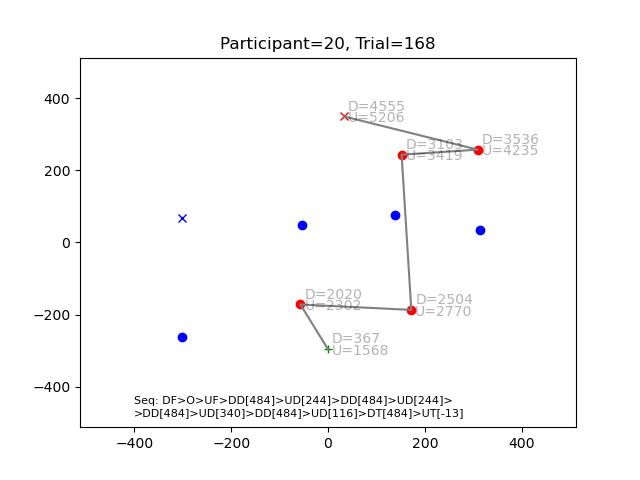 Participant=20, Trial=168
D=4555
U=5206
D=3103
U=3419
D=3536
U=4235
D=2020
U=2302
D=2504
U=2770
D=367
U=1568
Seq: DF>O>UF>DD[484]>UD[244]>DD[484]>UD[244]>
>DD[484]>UD[340]>DD[484]>UD[116]>DT[484]>UT[-13]
400
200
0
−200
−400
−400 −200 0 200 400